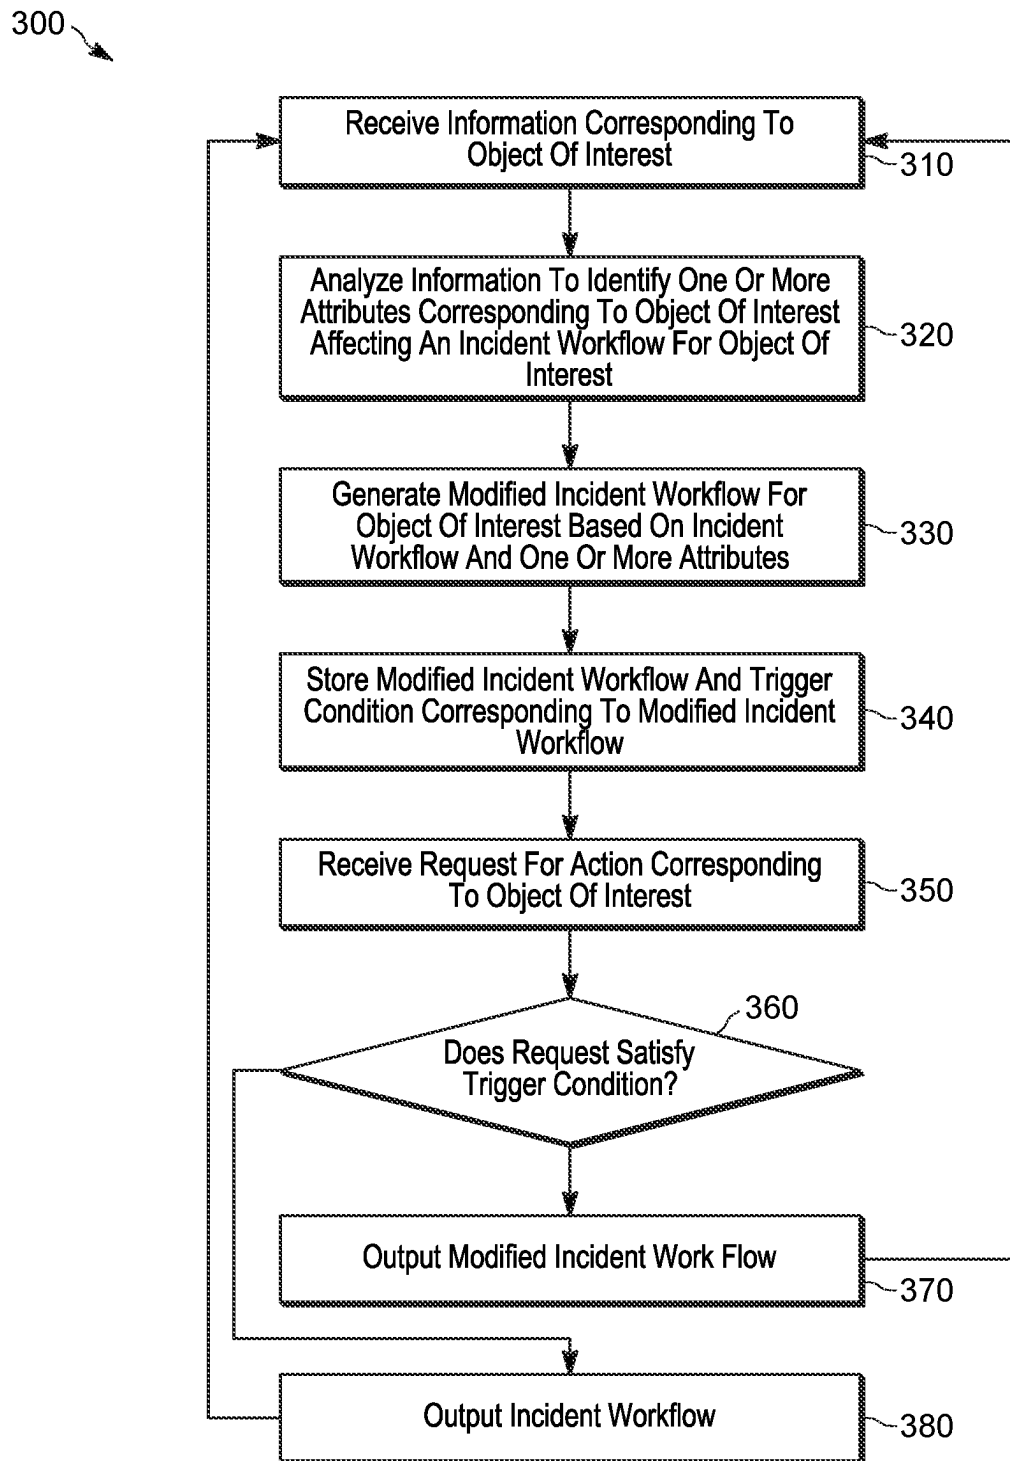 300
Receive Information Corresponding To
Object Of Interest
310
Analyze Information To Identify One Or More
Attributes Corresponding To Object Of Interest
Affecting An Incident Workflow For Object Of
Interest
320
Generate Modified Incident Workflow For
Object Of Interest Based On Incident
Workflow And One Or More Attributes
330
Store Modified Incident Workflow And Trigger
Condition Corresponding To Modified Incident
Workflow
340
Receive Request For Action Corresponding
To Object Of Interest
350
360
Does Request Satisfy
Trigger Condition?
Output Modified Incident Work Flow
370
Output Incident Workflow
380